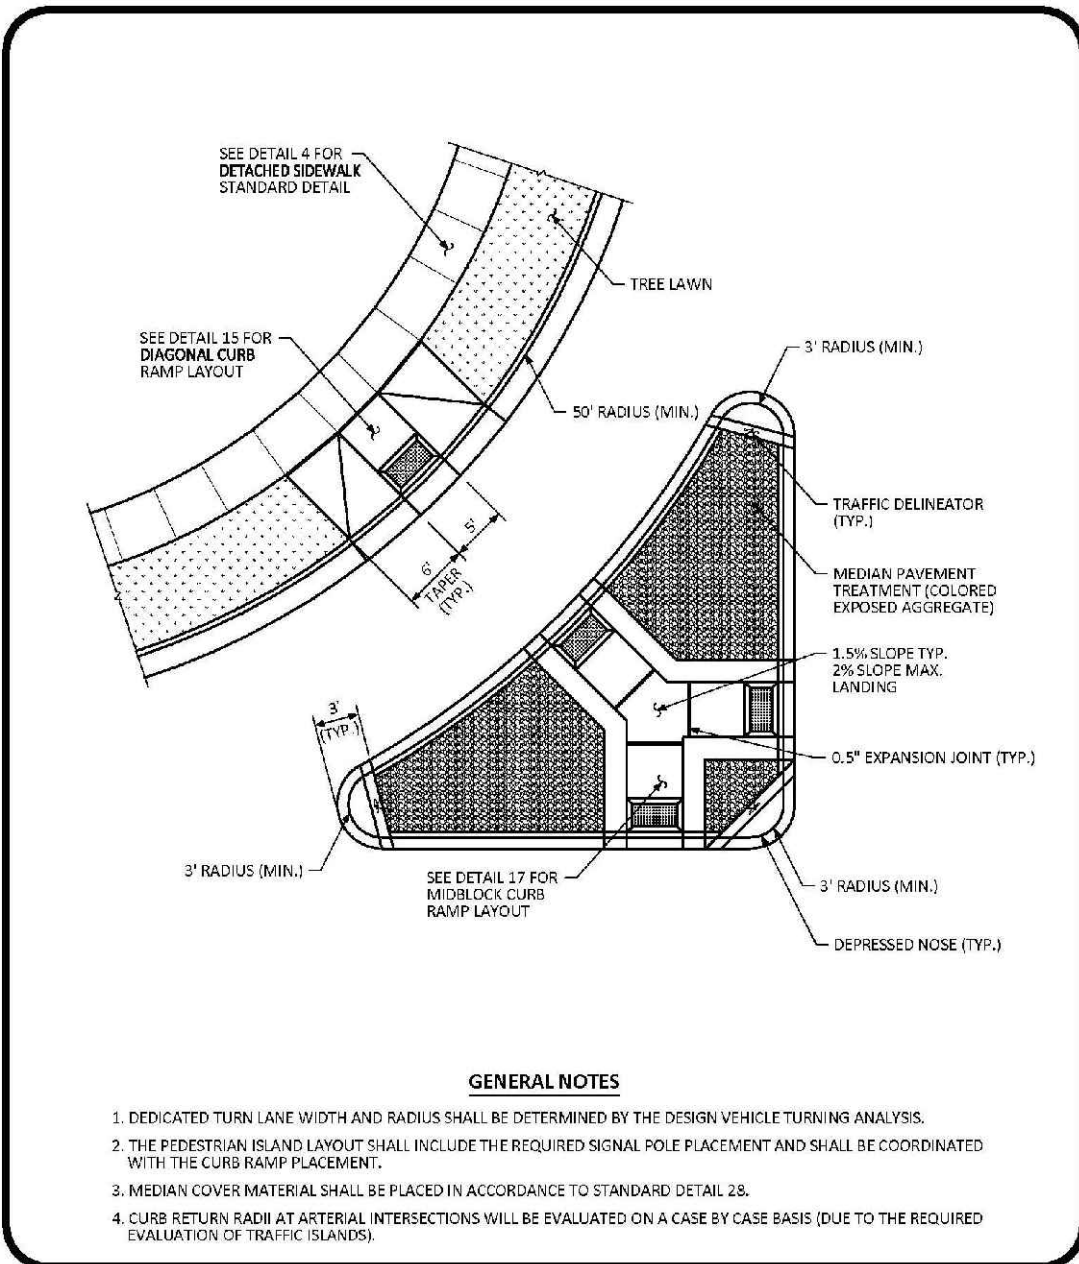 SEE DETAIL 4 FOR
DETACHED SIDEWALK
STANDARD DETAIL
TREE LAWN
SEE DETAIL 15 FOR
DIAGONAL CURB
RAMP LAYOUT
3' RADIUS (MIN.)
50' RADIUS (MIN.)
TRAFFIC DELINEATOR
(TYP.)
5'
6'
TAPER
(TYP.)
MEDIAN PAVEMENT
TREATMENT (COLORED
EXPOSED AGGREGATE)
1.5% SLOPE TYP.
2% SLOPE MAX.
LANDING
3'
(TYP.)
0.5" EXPANSION JOINT (TYP.)
3' RADIUS (MIN.)
SEE DETAIL 17 FOR
MIDBLOCK CURB
RAMP LAYOUT
3' RADIUS (MIN.)
DEPRESSED NOSE (TYP.)
GENERAL NOTES
1. DEDICATED TURN LANE WIDTH AND RADIUS SHALL BE DETERMINED BY THE DESIGN VEHICLE TURNING ANALYSIS.
2. THE PEDESTRIAN ISLAND LAYOUT SHALL INCLUDE THE REQUIRED SIGNAL POLE PLACEMENT AND SHALL BE COORDINATED
WITH THE CURB RAMP PLACEMENT.
3. MEDIAN COVER MATERIAL SHALL BE PLACED IN ACCORDANCE TO STANDARD DETAIL 28.
4. CURB RETURN RADII AT ARTERIAL INTERSECTIONS WILL BE EVALUATED ON A CASE BY CASE BASIS (DUE TO THE REQUIRED
EVALUATION OF TRAFFIC ISLANDS).